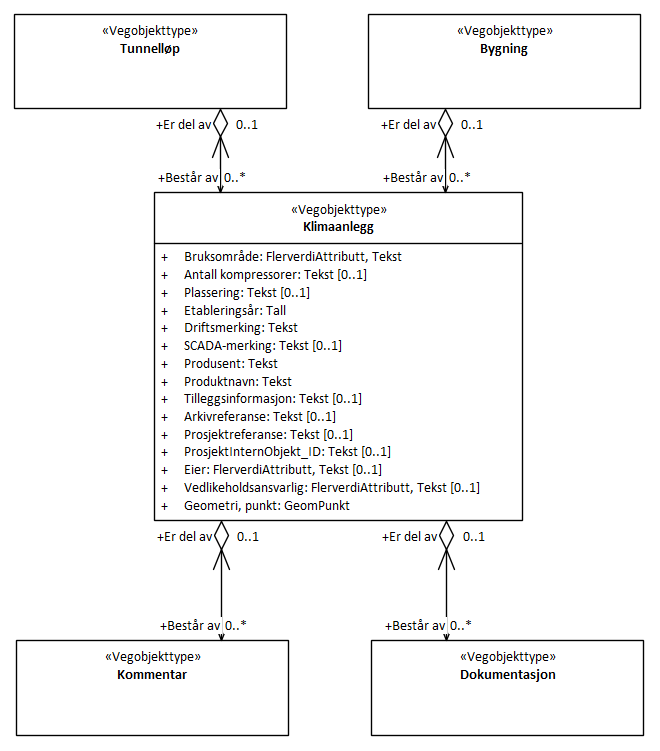 «Vegobjekttype»
Tunnelløp
«Vegobjekttype»
Bygning
+Er del av 0..1
+Er del av 0..1
+Består av 0..*
+Består av 0..*
«Vegobjekttype»
Klimaanlegg
+ Bruksområde: FlerverdiAttributt, Tekst
+ Antall kompressorer: Tekst [0..1]
+ Plassering: Tekst [0..1]
+ Etableringsår: Tall
+ Driftsmerking: Tekst
+ SCADA-merking: Tekst [0..1]
+ Produsent: Tekst
+ Produktnavn: Tekst
+ Tilleggsinformasjon: Tekst [0..1]
+ Arkivreferanse: Tekst [0..1]
+ Prosjektreferanse: Tekst [0..1]
+ ProsjektInternObjekt_ID: Tekst [0..1]
+ Eier: FlerverdiAttributt, Tekst [0..1]
+ Vedlikeholdsansvarlig: FlerverdiAttributt, Tekst [0..1]
+ Geometri, punkt: GeomPunkt
+Er del av 0..1
+Er del av 0..1
+Består av 0..*
+Består av 0..*
«Vegobjekttype»
Kommentar
«Vegobjekttype»
Dokumentasjon